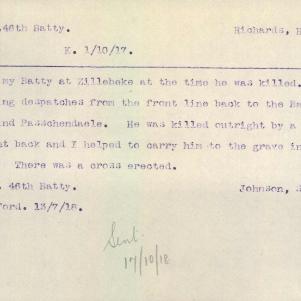 46th Batty. Richards, H
K. 1/10/17.
my Batty at Zillebeke at the time he was killed.
ng despatches from the front line back to the Ba
nd Passchendaele. He was killed outright by a
t back and I helped to carry him to the grave in
There was a cross erected.
46th Batty. Johnson, S
ford. 13/7/18.
Sent.
17/10/18